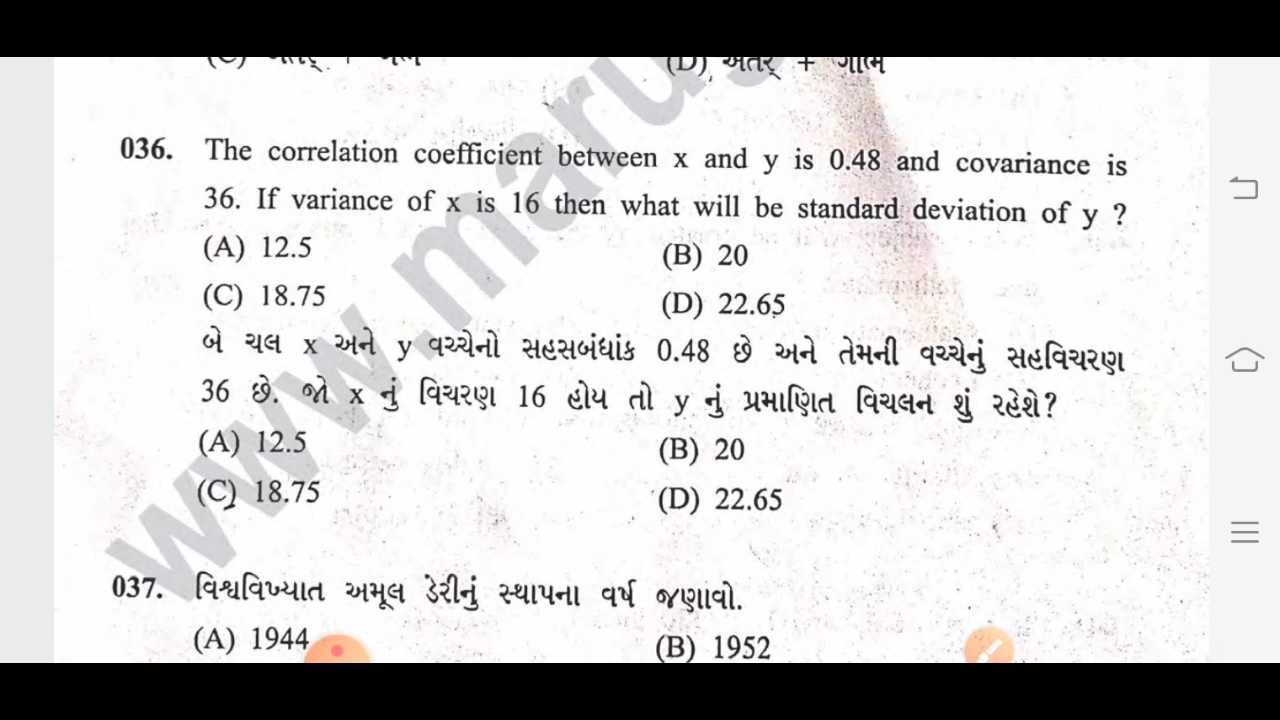 (D) અંતર્ + ગાભ
036. The correlation coefficient between x and y is 0.48 and covariance is
36. If variance of x is 16 then what will be standard deviation of y ?
(A) 12.5 (B) 20
(C) 18.75 (D) 22.65
બે ચલ x અને y વચ્ચેનો સહસબંધાંક 0.48 છે અને તેમની વચ્ચેનું સહવિચરણ
36 છે. જો x નું વિચરણ 16 હોય તો y નું પ્રમાણિત વિચલન શું રહેશે?
(A) 12.5 (B) 20
(C) 18.75 (D) 22.65
037. વિશ્વવિખ્યાત અમૂલ ડેરીનું સ્થાપના વર્ષ જણાવો.
(A) 1944 (B) 1952